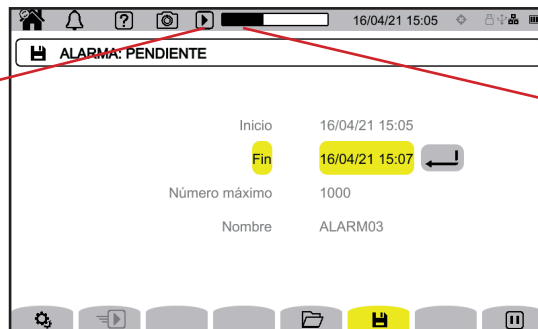 16/04/21 15:05
ALARMA: PENDIENTE
Inicio 16/04/21 15:05
Fin 16/04/21 15:07
Número máximo 1000
Nombre ALARM03